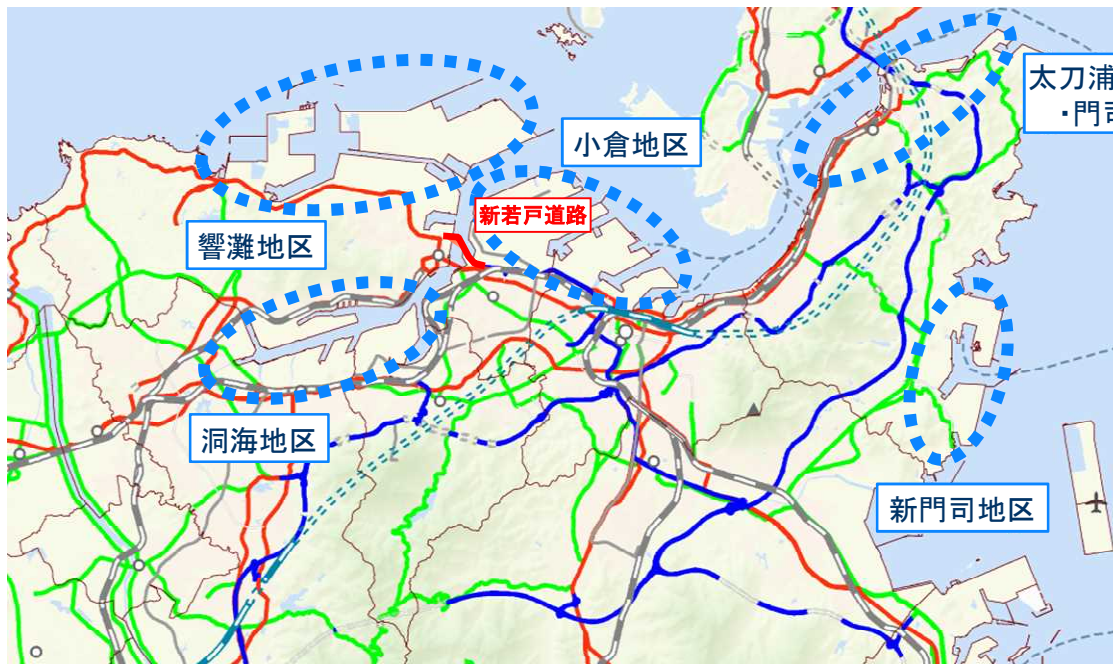 太刀浦
・門司
小倉地区
新若戸道路
響灘地区
洞海地区
新門司地区